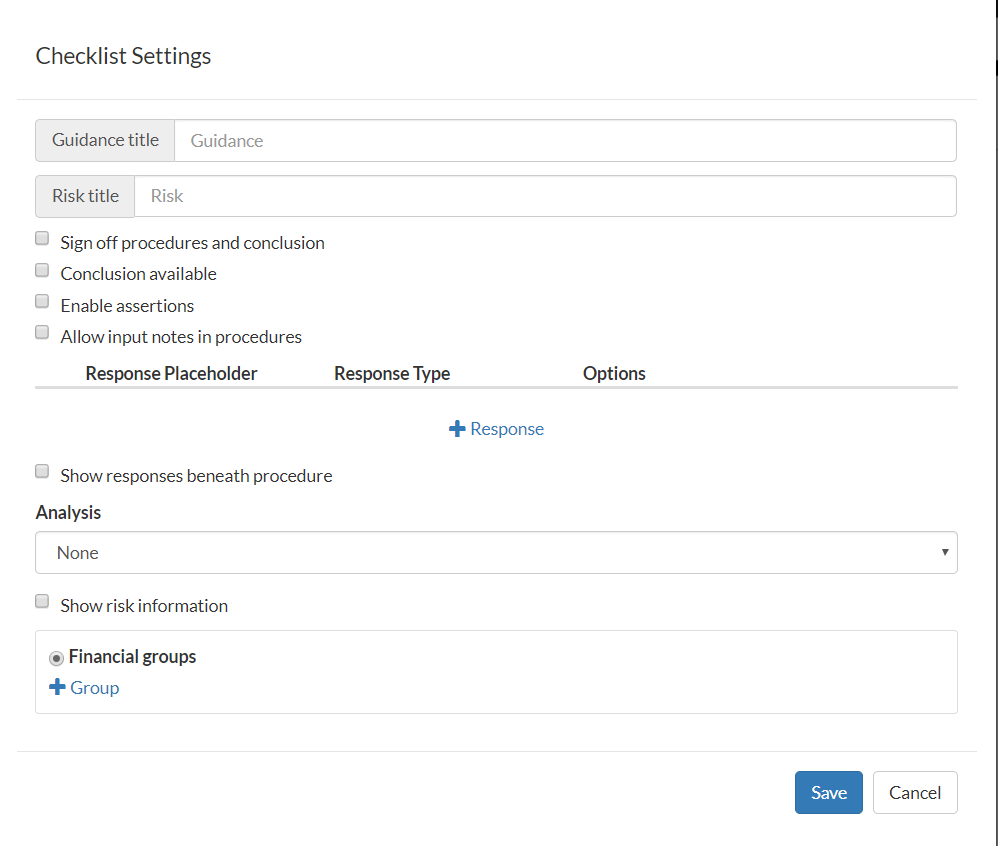 Checklist Settings
Guidance title Guidance
Risk title Risk
Sign off procedures and conclusion
Conclusion available
Enable assertions
Allow input notes in procedures
Response Placeholder Response Type Options
Response
Show responses beneath procedure
Analysis
None
Show risk information
Financial groups
Group
Save Cancel